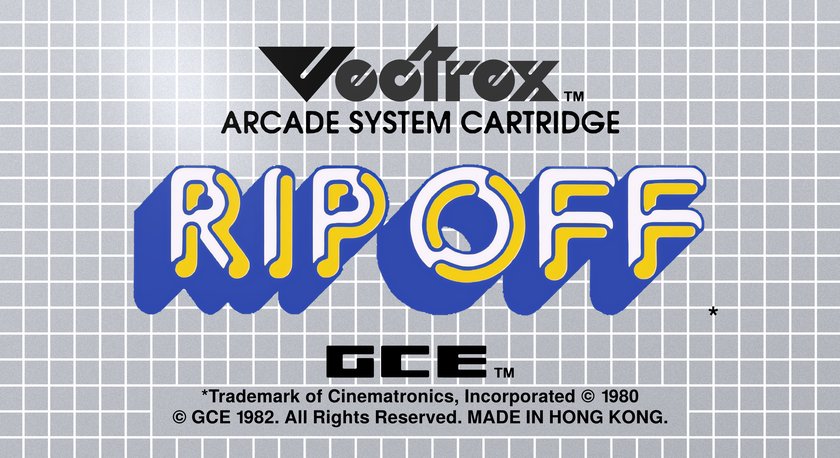 Vectrex™
ARCADE SYSTEM CARTRIDGE
RIP OFF
*
GCE™
*Trademark of Cinematronics, Incorporated © 1980
© GCE 1982. All Rights Reserved. MADE IN HONG KONG.